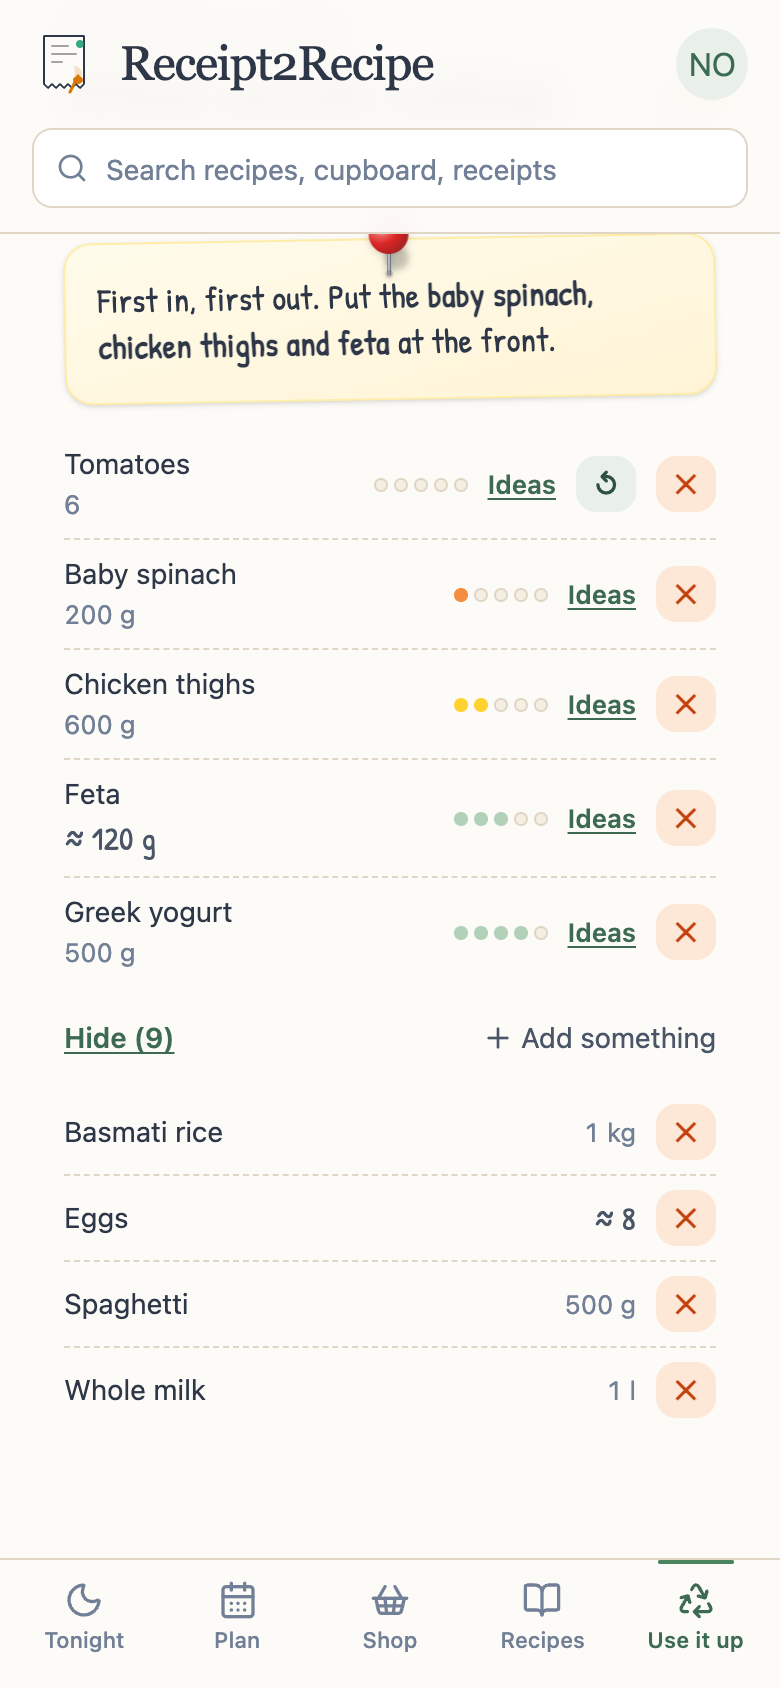 Receipt2Recipe
NO
Search recipes, cupboard, receipts
First in, first out. Put the baby spinach,
chicken thighs and feta at the front.
Tomatoes
6
Ideas
Baby spinach
200 g
Ideas
Chicken thighs
600 g
Ideas
Feta
≈ 120 g
Ideas
Greek yogurt
500 g
Ideas
Hide (9)
+ Add something
Basmati rice 1 kg
Eggs ≈ 8
Spaghetti 500 g
Whole milk 1 l
Tonight Plan Shop Recipes Use it up